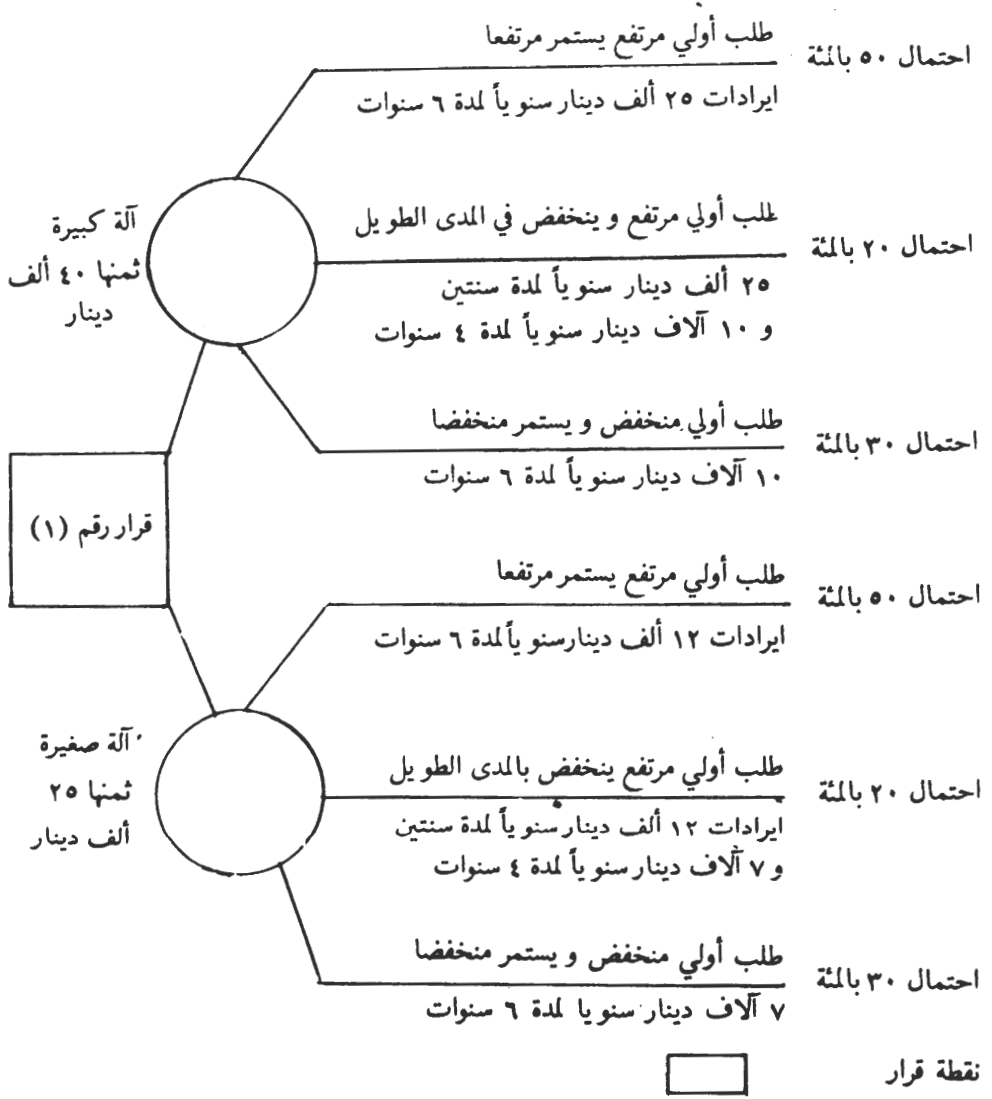 طلب أولي مرتفع يستمر مرتفعا
احتمال ٥٠ بالمئة
ايرادات ٢٥ ألف دينار سنوياً لمدة ٦ سنوات
آلة كبيرة
ثمنها ٤٠ ألف
دينار
طلب أولي مرتفع وينخفض في المدى الطويل
احتمال ٢٠ بالمئة
٢٥ ألف دينار سنوياً لمدة سنتين
و ١٠ آلاف دينار سنوياً لمدة ٤ سنوات
طلب أولي منخفض ويستمر منخفضا
احتمال ٣٠ بالمئة
١٠ آلاف دينار سنوياً لمدة ٦ سنوات
قرار رقم (١)
طلب أولي مرتفع يستمر مرتفعا
احتمال ٥٠ بالمئة
ايرادات ١٢ ألف دينار سنوياً لمدة ٦ سنوات
آلة صغيرة
ثمنها ٢٥
ألف دينار
طلب أولي مرتفع ينخفض بالمدى الطويل
احتمال ٢٠ بالمئة
ايرادات ١٢ ألف دينار سنوياً لمدة سنتين
و ٧ آلاف دينار سنوياً لمدة ٤ سنوات
طلب أولي منخفض ويستمر منخفضا
احتمال ٣٠ بالمئة
٧ آلاف دينار سنويا لمدة ٦ سنوات
نقطة قرار